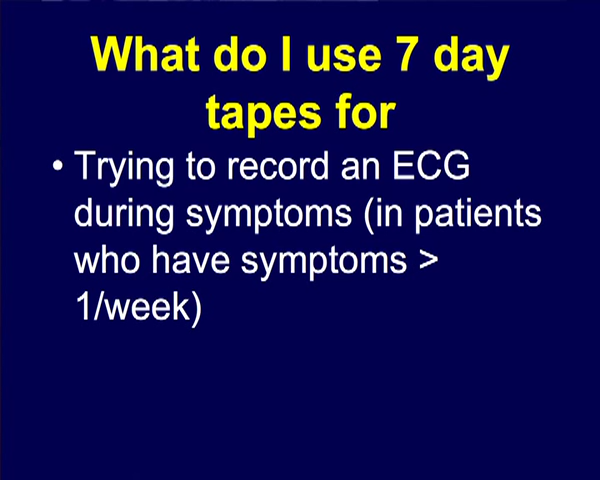 What do I use 7 day
tapes for
• Trying to record an ECG
during symptoms (in patients
who have symptoms >
1/week)